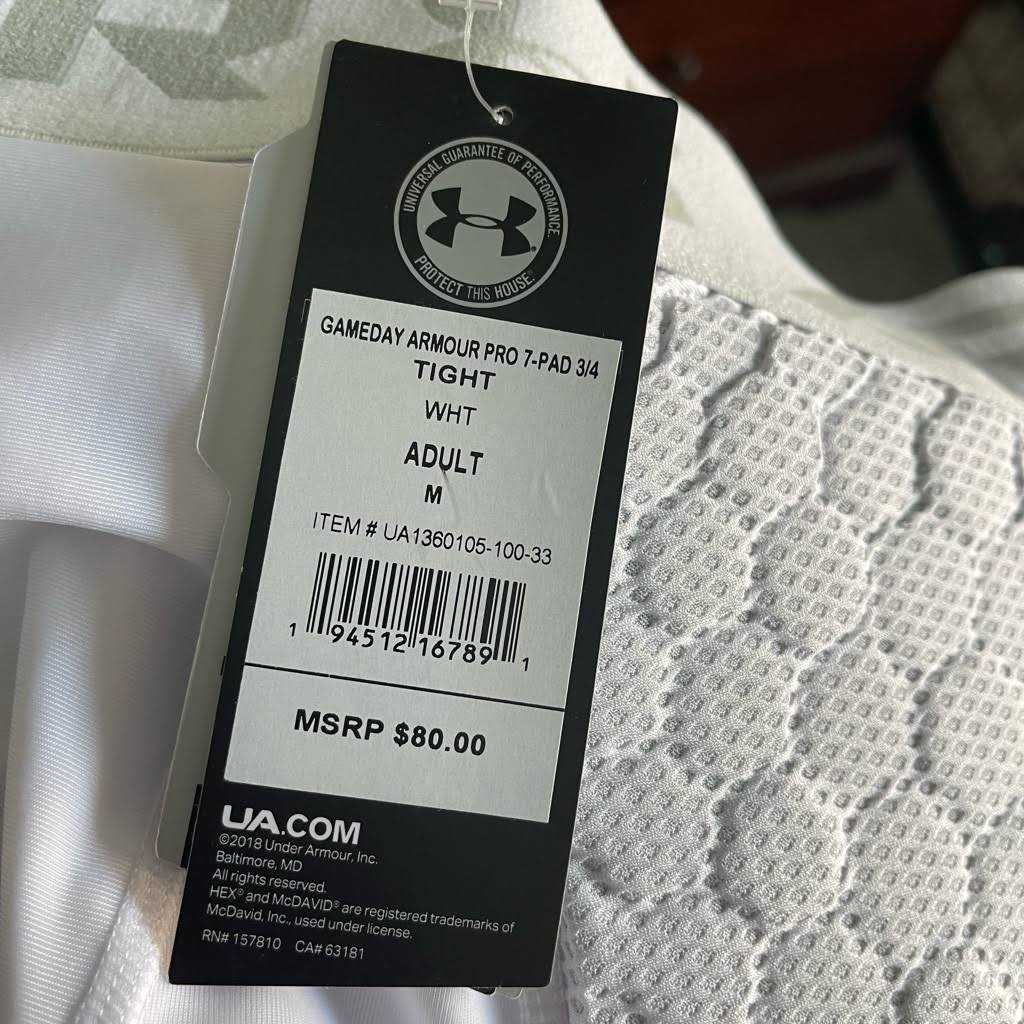 UNIVERSAL GUARANTEE OF PERFORMANCE.
PROTECT THIS HOUSE®
GAMEDAY ARMOUR PRO 7-PAD 3/4
TIGHT
WHT
ADULT
M
ITEM # UA1360105-100-33
1 94512 16789 1
MSRP $80.00
UA.COM
©2018 Under Armour, Inc.
Baltimore, MD
All rights reserved.
HEX® and McDAVID® are registered trademarks of
McDavid, Inc., used under license.
RN# 157810 CA# 63181